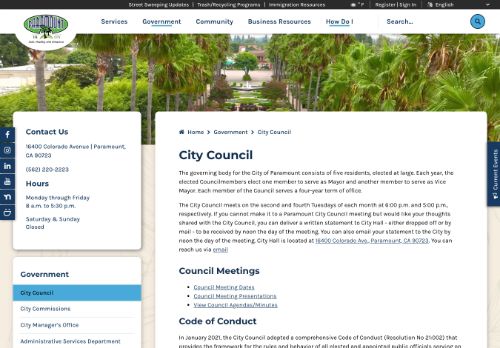 Street Sweeping Updates | Trash/Recycling Programs | Immigration Resources
° F | Register | Sign In | English
PARAMOUNT
Services Government Community Business Resources How Do I
Search...
Contact Us
16400 Colorado Avenue | Paramount,
CA 90723
(562) 220-2223
Hours
Monday through Friday
8 a.m. to 5:30 p.m.
Saturday & Sunday
Closed
Government
City Council
City Commissions
City Manager's Office
Administrative Services Department
Home > Government > City Council
City Council
The governing body for the City of Paramount consists of five residents, elected at large. Each year, the
elected Councilmembers elect one member to serve as Mayor and another member to serve as Vice
Mayor. Each member of the Council serves a four-year term of office.
The City Council meets on the second and fourth Tuesdays of each month at 6:00 p.m. and 5:00 p.m.,
respectively. If you cannot make it to a Paramount City Council meeting but would like your thoughts
shared with the City Council, you can deliver a written statement to City Hall - either dropped off or by
mail - to be received by noon the day of the meeting. You can also email your statement to the City by
noon the day of the meeting. City Hall is located at 16400 Colorado Ave., Paramount, CA 90723. You can
reach us via email
Council Meetings
Council Meeting Dates
Council Meeting Presentations
View Council Agendas/Minutes
Code of Conduct
In January 2021, the City Council adopted a comprehensive Code of Conduct (Resolution No 21:002) that
provides the framework for the rules and behavior of all elected and appointed public officials serving on
Current Events